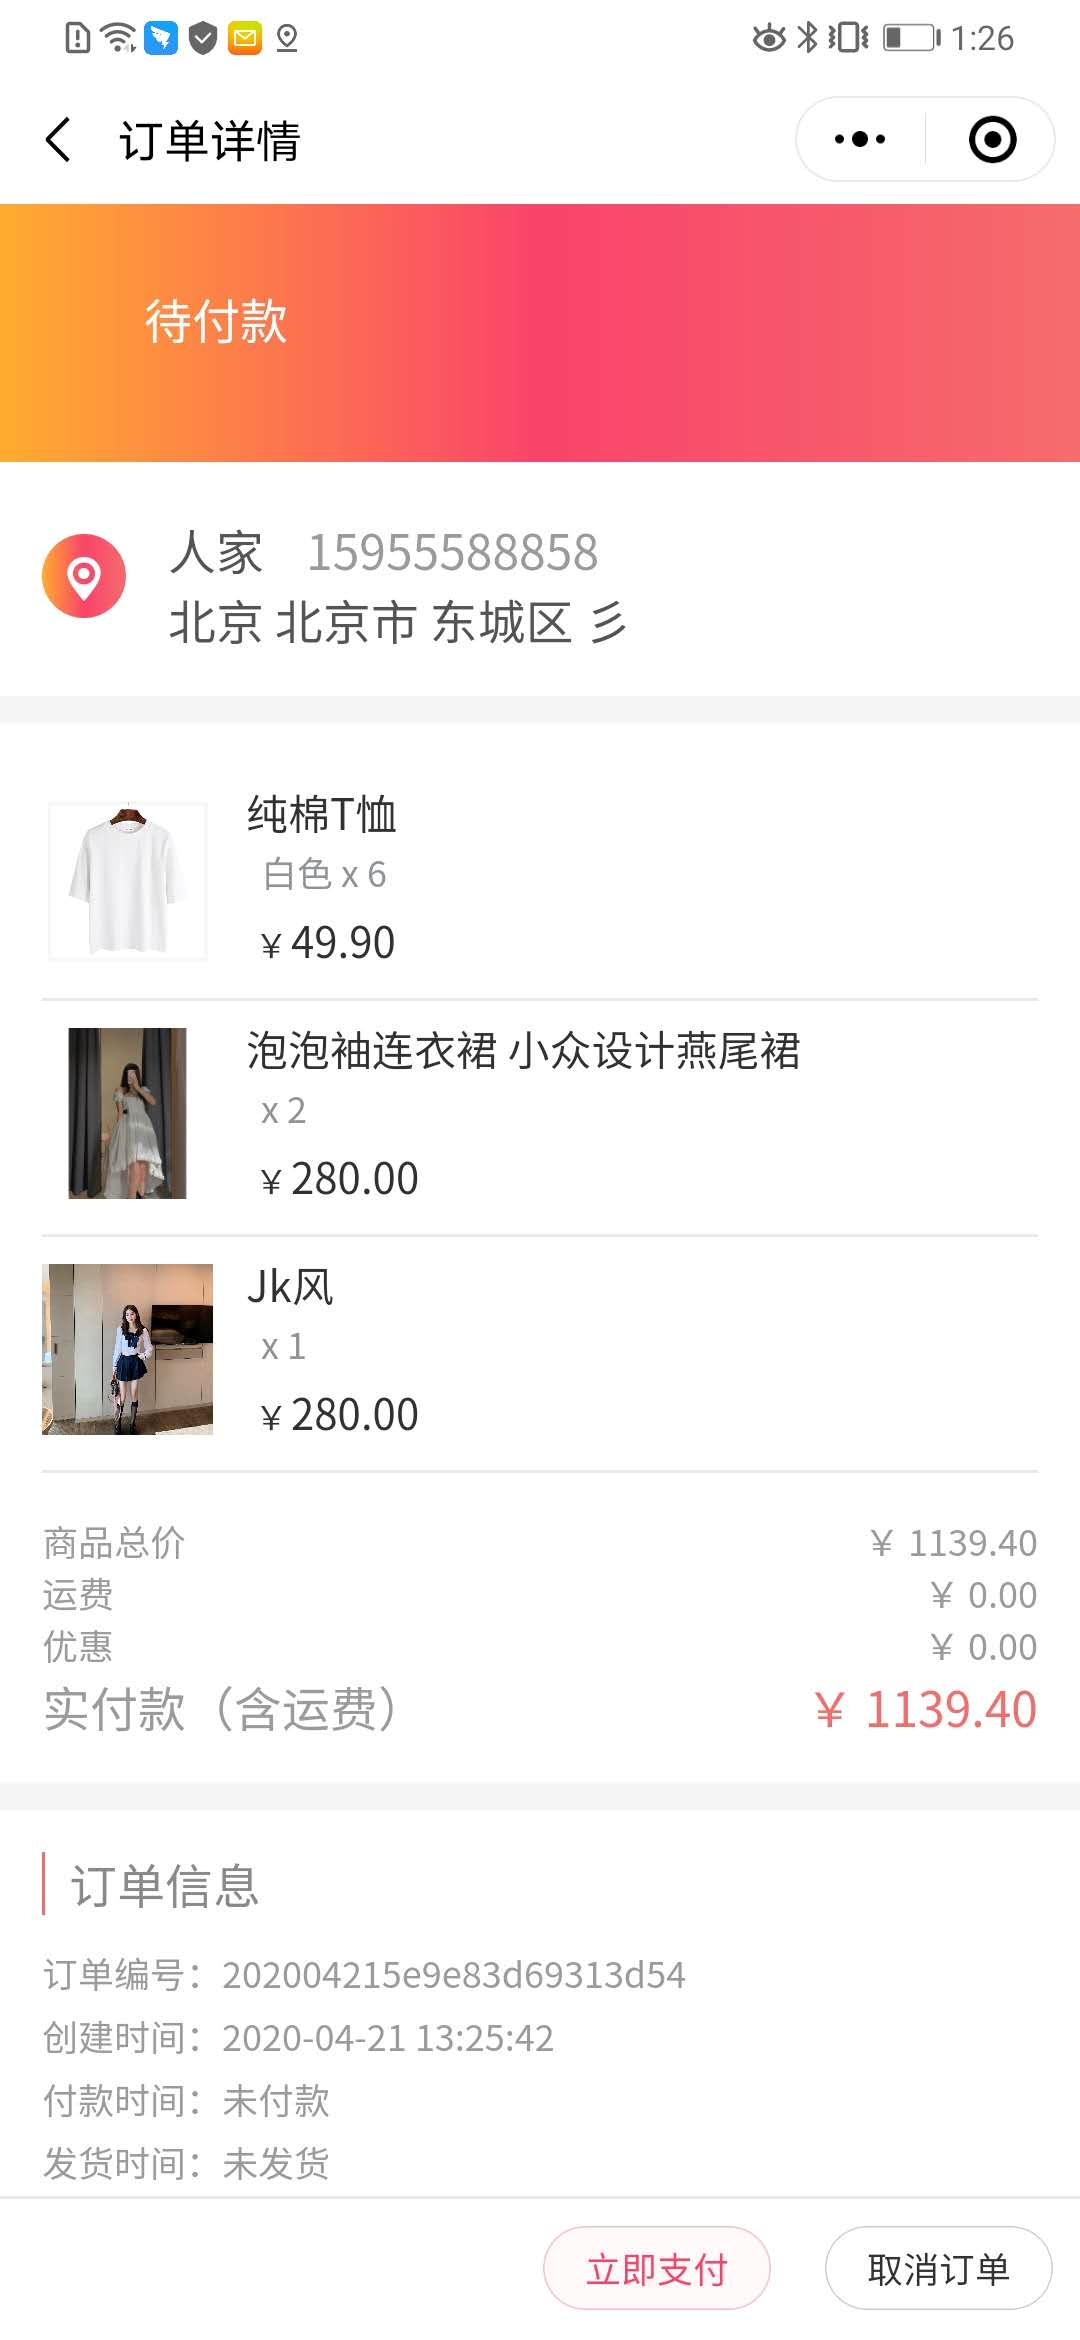 1:26
订单详情
待付款
人家 15955588858
北京 北京市 东城区 彡
纯棉T恤
白色 x 6
¥ 49.90
泡泡袖连衣裙 小众设计燕尾裙
x 2
¥ 280.00
Jk风
x 1
¥ 280.00
商品总价 ¥ 1139.40
运费 ¥ 0.00
优惠 ¥ 0.00
实付款（含运费） ¥ 1139.40
订单信息
订单编号：202004215e9e83d69313d54
创建时间：2020-04-21 13:25:42
付款时间：未付款
发货时间：未发货
立即支付 取消订单